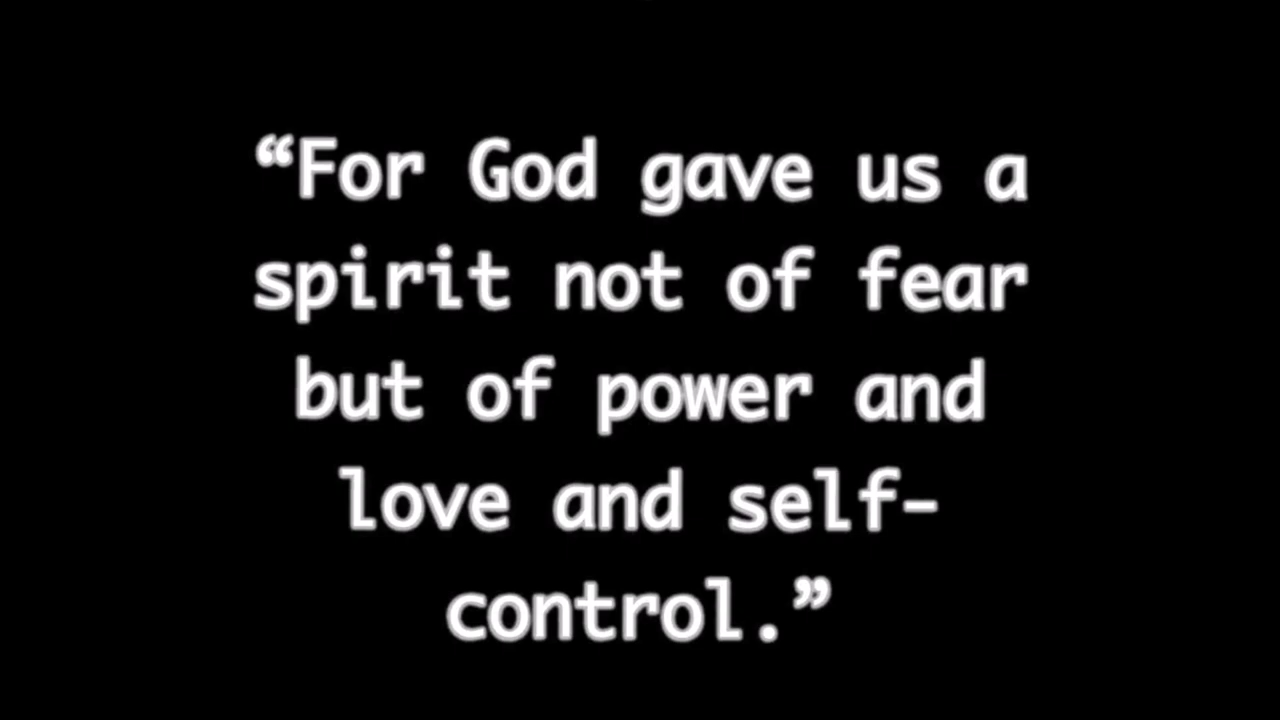 “For God gave us a
spirit not of fear
but of power and
love and self-
control.”